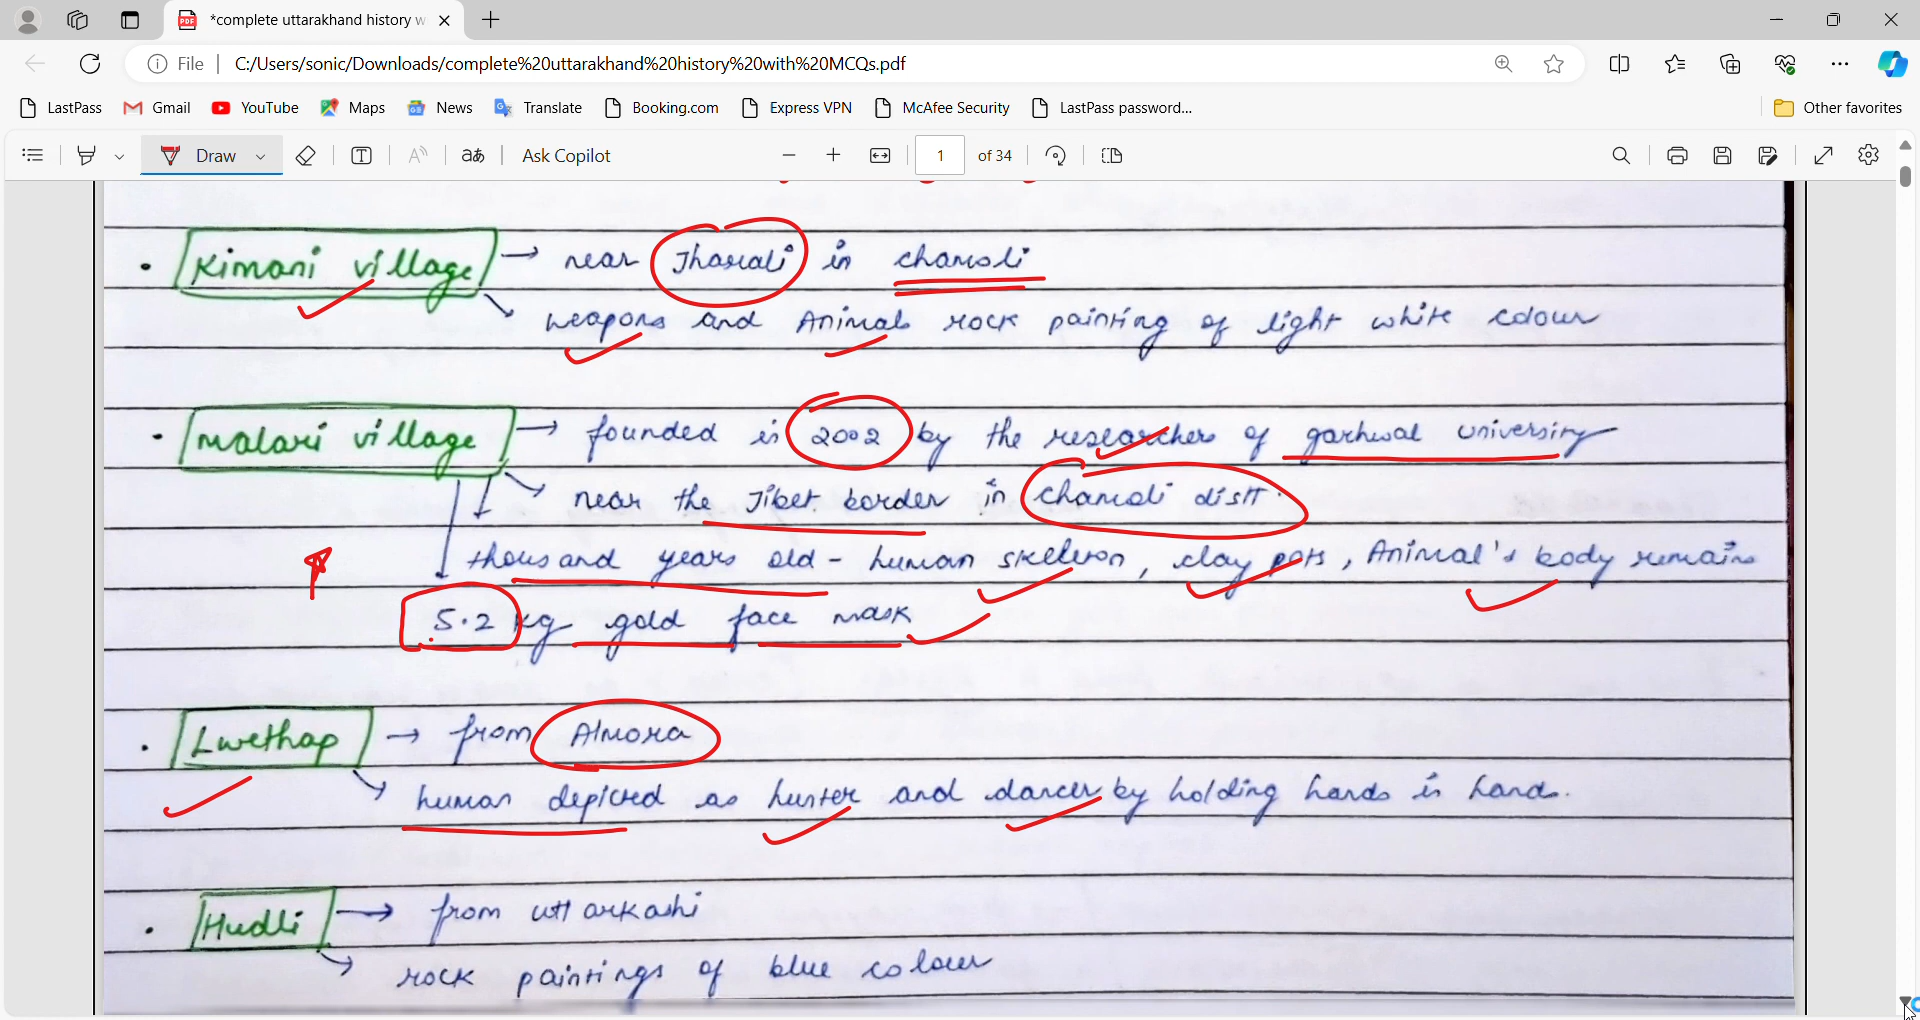 *complete uttarakhand history w
File
C:/Users/sonic/Downloads/complete%20uttarakhand%20history%20with%20MCQs.pdf
LastPass Gmail YouTube Maps News Translate Booking.com Express VPN McAfee Security LastPass password... Other favorites
Draw T A aあ Ask Copilot 1 of 34
• Kimani village → near Tharali in chamoli
weapons and Animals rock painting of light white colour
• Malari village → founded in 2002 by the researchers of garhwal university
near the Tibet border in Chamoli distt.
thousand years old - human skeleton, clay pots, Animal's body remains
5.2 kg gold face mask
• Lwethap → from Almora
human depicted as hunter and dancer by holding hands in hands.
• Hudli → from uttarkashi
rock paintings of blue colour